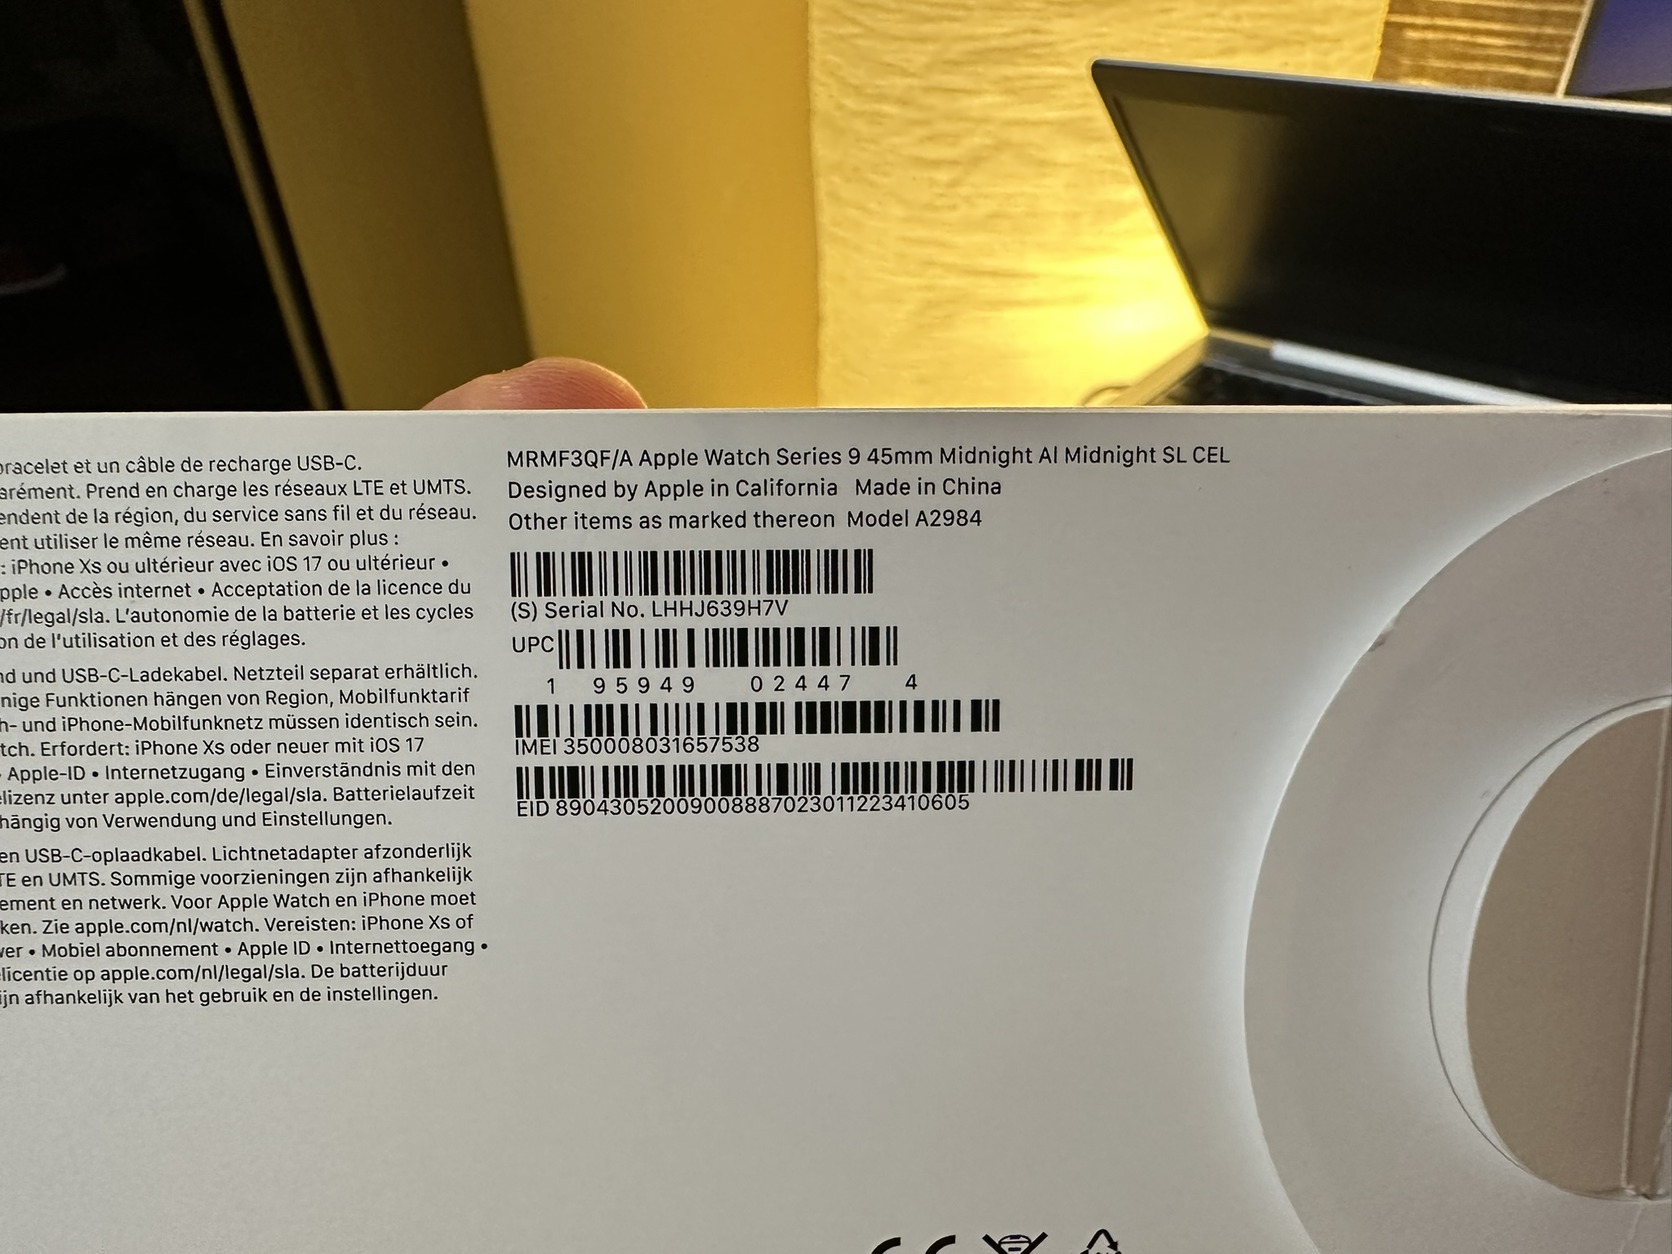 bracelet et un câble de recharge USB-C.
arément. Prend en charge les réseaux LTE et UMTS.
endent de la région, du service sans fil et du réseau.
ent utiliser le même réseau. En savoir plus :
: iPhone Xs ou ultérieur avec iOS 17 ou ultérieur •
pple • Accès internet • Acceptation de la licence du
/fr/legal/sla. L'autonomie de la batterie et les cycles
on de l'utilisation et des réglages.
nd und USB-C-Ladekabel. Netzteil separat erhältlich.
nige Funktionen hängen von Region, Mobilfunktarif
h- und iPhone-Mobilfunknetz müssen identisch sein.
tch. Erfordert: iPhone Xs oder neuer mit iOS 17
• Apple-ID • Internetzugang • Einverständnis mit den
lizenz unter apple.com/de/legal/sla. Batterielaufzeit
hängig von Verwendung und Einstellungen.
en USB-C-oplaadkabel. Lichtnetadapter afzonderlijk
TE en UMTS. Sommige voorzieningen zijn afhankelijk
ement en netwerk. Voor Apple Watch en iPhone moet
ken. Zie apple.com/nl/watch. Vereisten: iPhone Xs of
wer • Mobiel abonnement • Apple ID • Internettoegang •
licentie op apple.com/nl/legal/sla. De batterijduur
ijn afhankelijk van het gebruik en de instellingen.
MRMF3QF/A Apple Watch Series 9 45mm Midnight Al Midnight SL CEL
Designed by Apple in California Made in China
Other items as marked thereon Model A2984
(S) Serial No. LHHJ639H7V
UPC
1 95949 02447 4
IMEI 350008031657538
EID 89043052009008887023011223410605